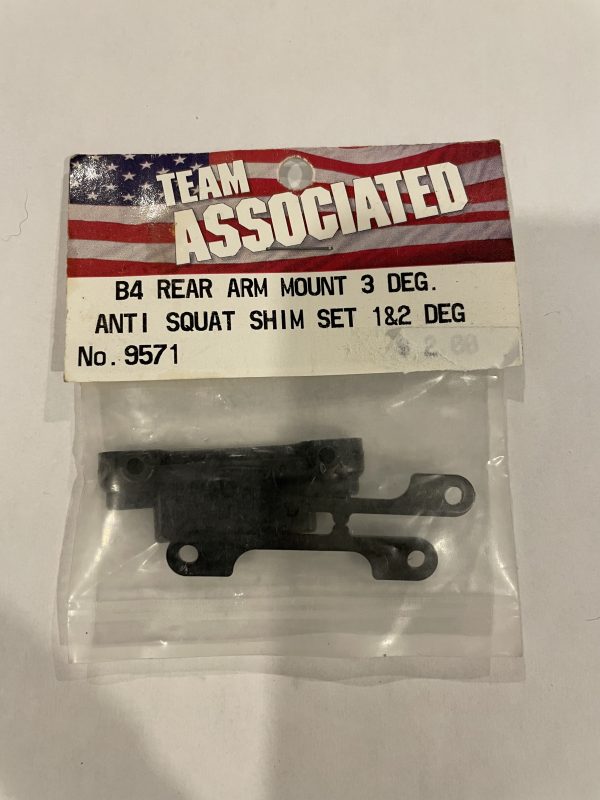 TEAM
ASSOCIATED
B4 REAR ARM MOUNT 3 DEG.
ANTI SQUAT SHIM SET 1&2 DEG
No. 9571